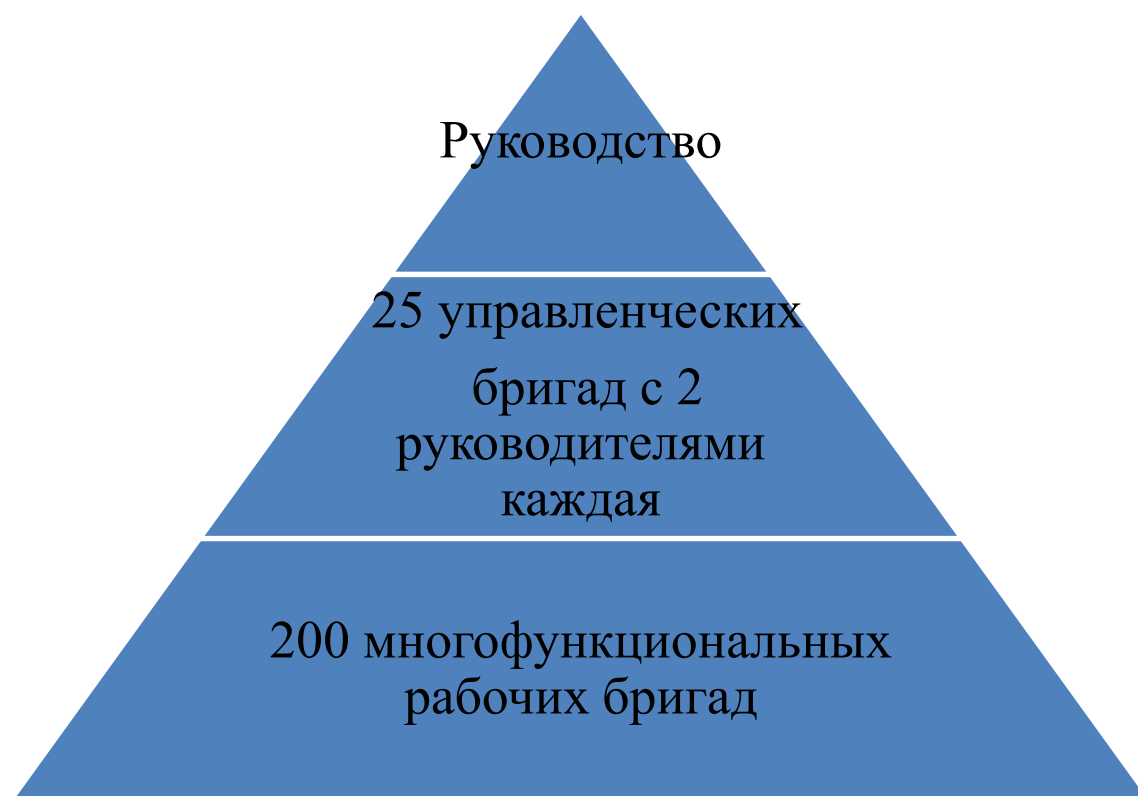 Руководство
25 управленческих
бригад с 2
руководителями
каждая
200 многофункциональных
рабочих бригад